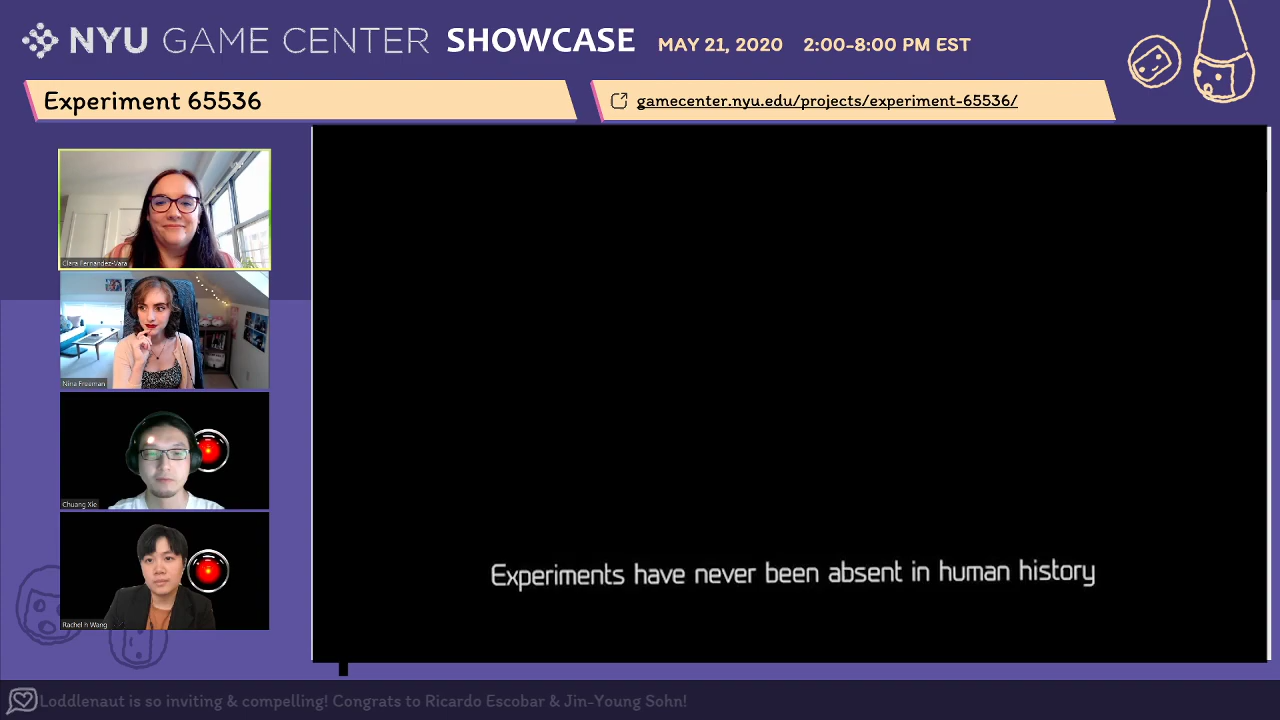 NYU GAME CENTER SHOWCASE MAY 21, 2020 2:00-8:00 PM EST
Experiment 65536
gamecenter.nyu.edu/projects/experiment-65536/
Clara Fernandez-Vara
Nina Freeman
Chuang Xie
Rachel h Wang
Experiments have never been absent in human history
Loddlenaut is so inviting & compelling! Congrats to Ricardo Escobar & Jin-Young Sohn!